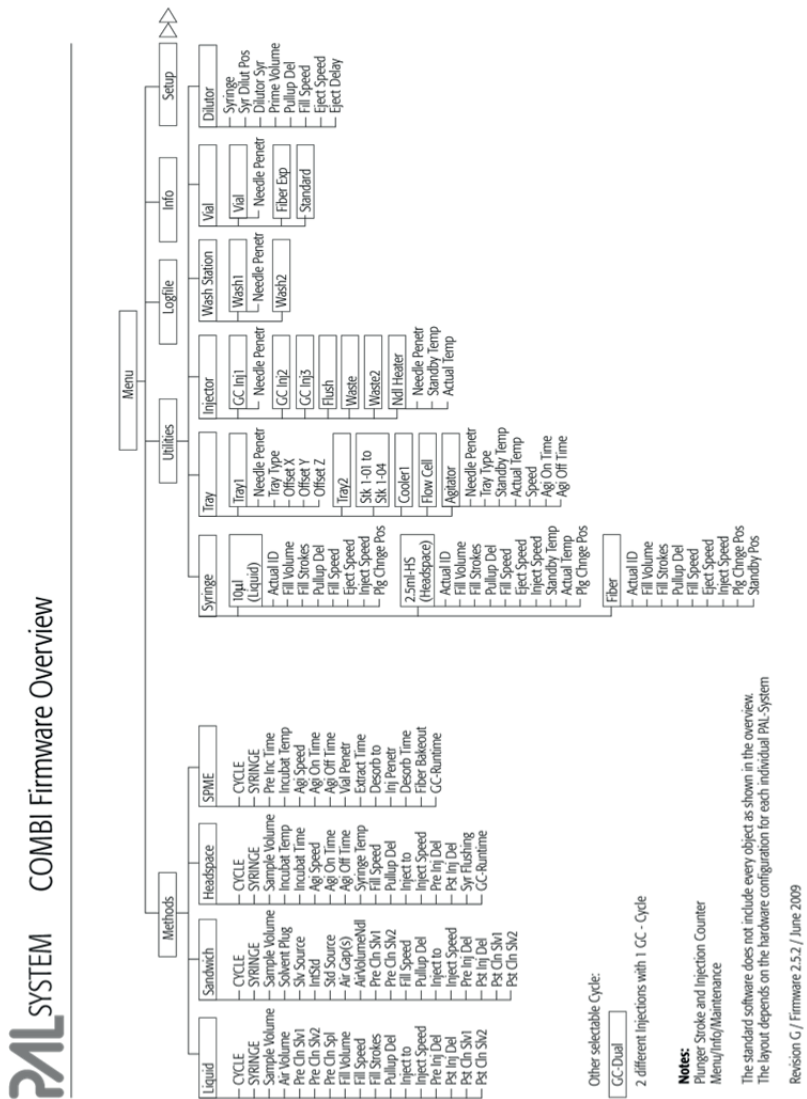 PAL SYSTEM COMBI Firmware Overview
Menu
Methods
Utilities
Logfile
Info
Setup
Liquid
CYCLE
SYRINGE
Sample Volume
Air Volume
Pre Cln Slv1
Pre Cln Slv2
Pre Cln Spl
Fill Volume
Fill Speed
Fill Strokes
Pullup Del
Inject to
Inject Speed
Pre Inj Del
Pst Inj Del
Pst Cln Slv1
Pst Cln Slv2
Sandwich
CYCLE
SYRINGE
Sample Volume
Solvent Plug
Slv Source
IntStd
Std Source
Air Gap(s)
AirVolumeNdl
Pre Cln Slv1
Pre Cln Slv2
Fill Speed
Pullup Del
Inject to
Inject Speed
Pre Inj Del
Pst Inj Del
Pst Cln Slv1
Pst Cln Slv2
Headspace
CYCLE
SYRINGE
Sample Volume
Incubat Temp
Incubat Time
Agi Speed
Agi On Time
Agi Off Time
Syringe Temp
Fill Speed
Pullup Del
Inject to
Inject Speed
Pre Inj Del
Pst Inj Del
Syr Flushing
GC-Runtime
SPME
CYCLE
SYRINGE
Pre Inc Time
Incubat Temp
Agi Speed
Agi On Time
Agi Off Time
Vial Penetr
Extract Time
Desorb to
Inj Penetr
Desorb Time
Fiber Bakeout
GC-Runtime
Syringe
10µl
(Liquid)
Actual ID
Fill Volume
Fill Strokes
Pullup Del
Fill Speed
Eject Speed
Inject Speed
Plg Chnge Pos
2.5ml-HS
(Headspace)
Actual ID
Fill Volume
Fill Strokes
Pullup Del
Fill Speed
Eject Speed
Inject Speed
Standby Temp
Actual Temp
Plg Chnge Pos
Fiber
Actual ID
Fill Volume
Fill Strokes
Pullup Del
Fill Speed
Eject Speed
Inject Speed
Plg Chnge Pos
Standby Pos
Tray
Tray1
Needle Penetr
Tray Type
Offset X
Offset Y
Offset Z
Tray2
Stk 1-01 to
Stk 1-04
Cooler1
Flow Cell
Agitator
Needle Penetr
Tray Type
Standby Temp
Actual Temp
Speed
Agi On Time
Agi Off Time
Injector
GC Inj1
Needle Penetr
GC Inj2
GC Inj3
Flush
Waste
Waste2
Ndl Heater
Needle Penetr
Standby Temp
Actual Temp
Wash Station
Wash1
Needle Penetr
Wash2
Vial
Vial
Needle Penetr
Fiber Exp
Standard
Dilutor
Syringe
Syr Dilut Pos
Dilutor Syr
Prime Volume
Pullup Del
Fill Speed
Eject Speed
Eject Delay
Other selectable Cycle:
GC-Dual
2 different Injections with 1 GC - Cycle
Notes:
Plunger Stroke and Injection Counter
Menu/Info/Maintenance
The standard software does not include every object as shown in the overview.
The layout depends on the hardware configuration for each individual PAL-System
Revision G / Firmware 2.5.2 / June 2009